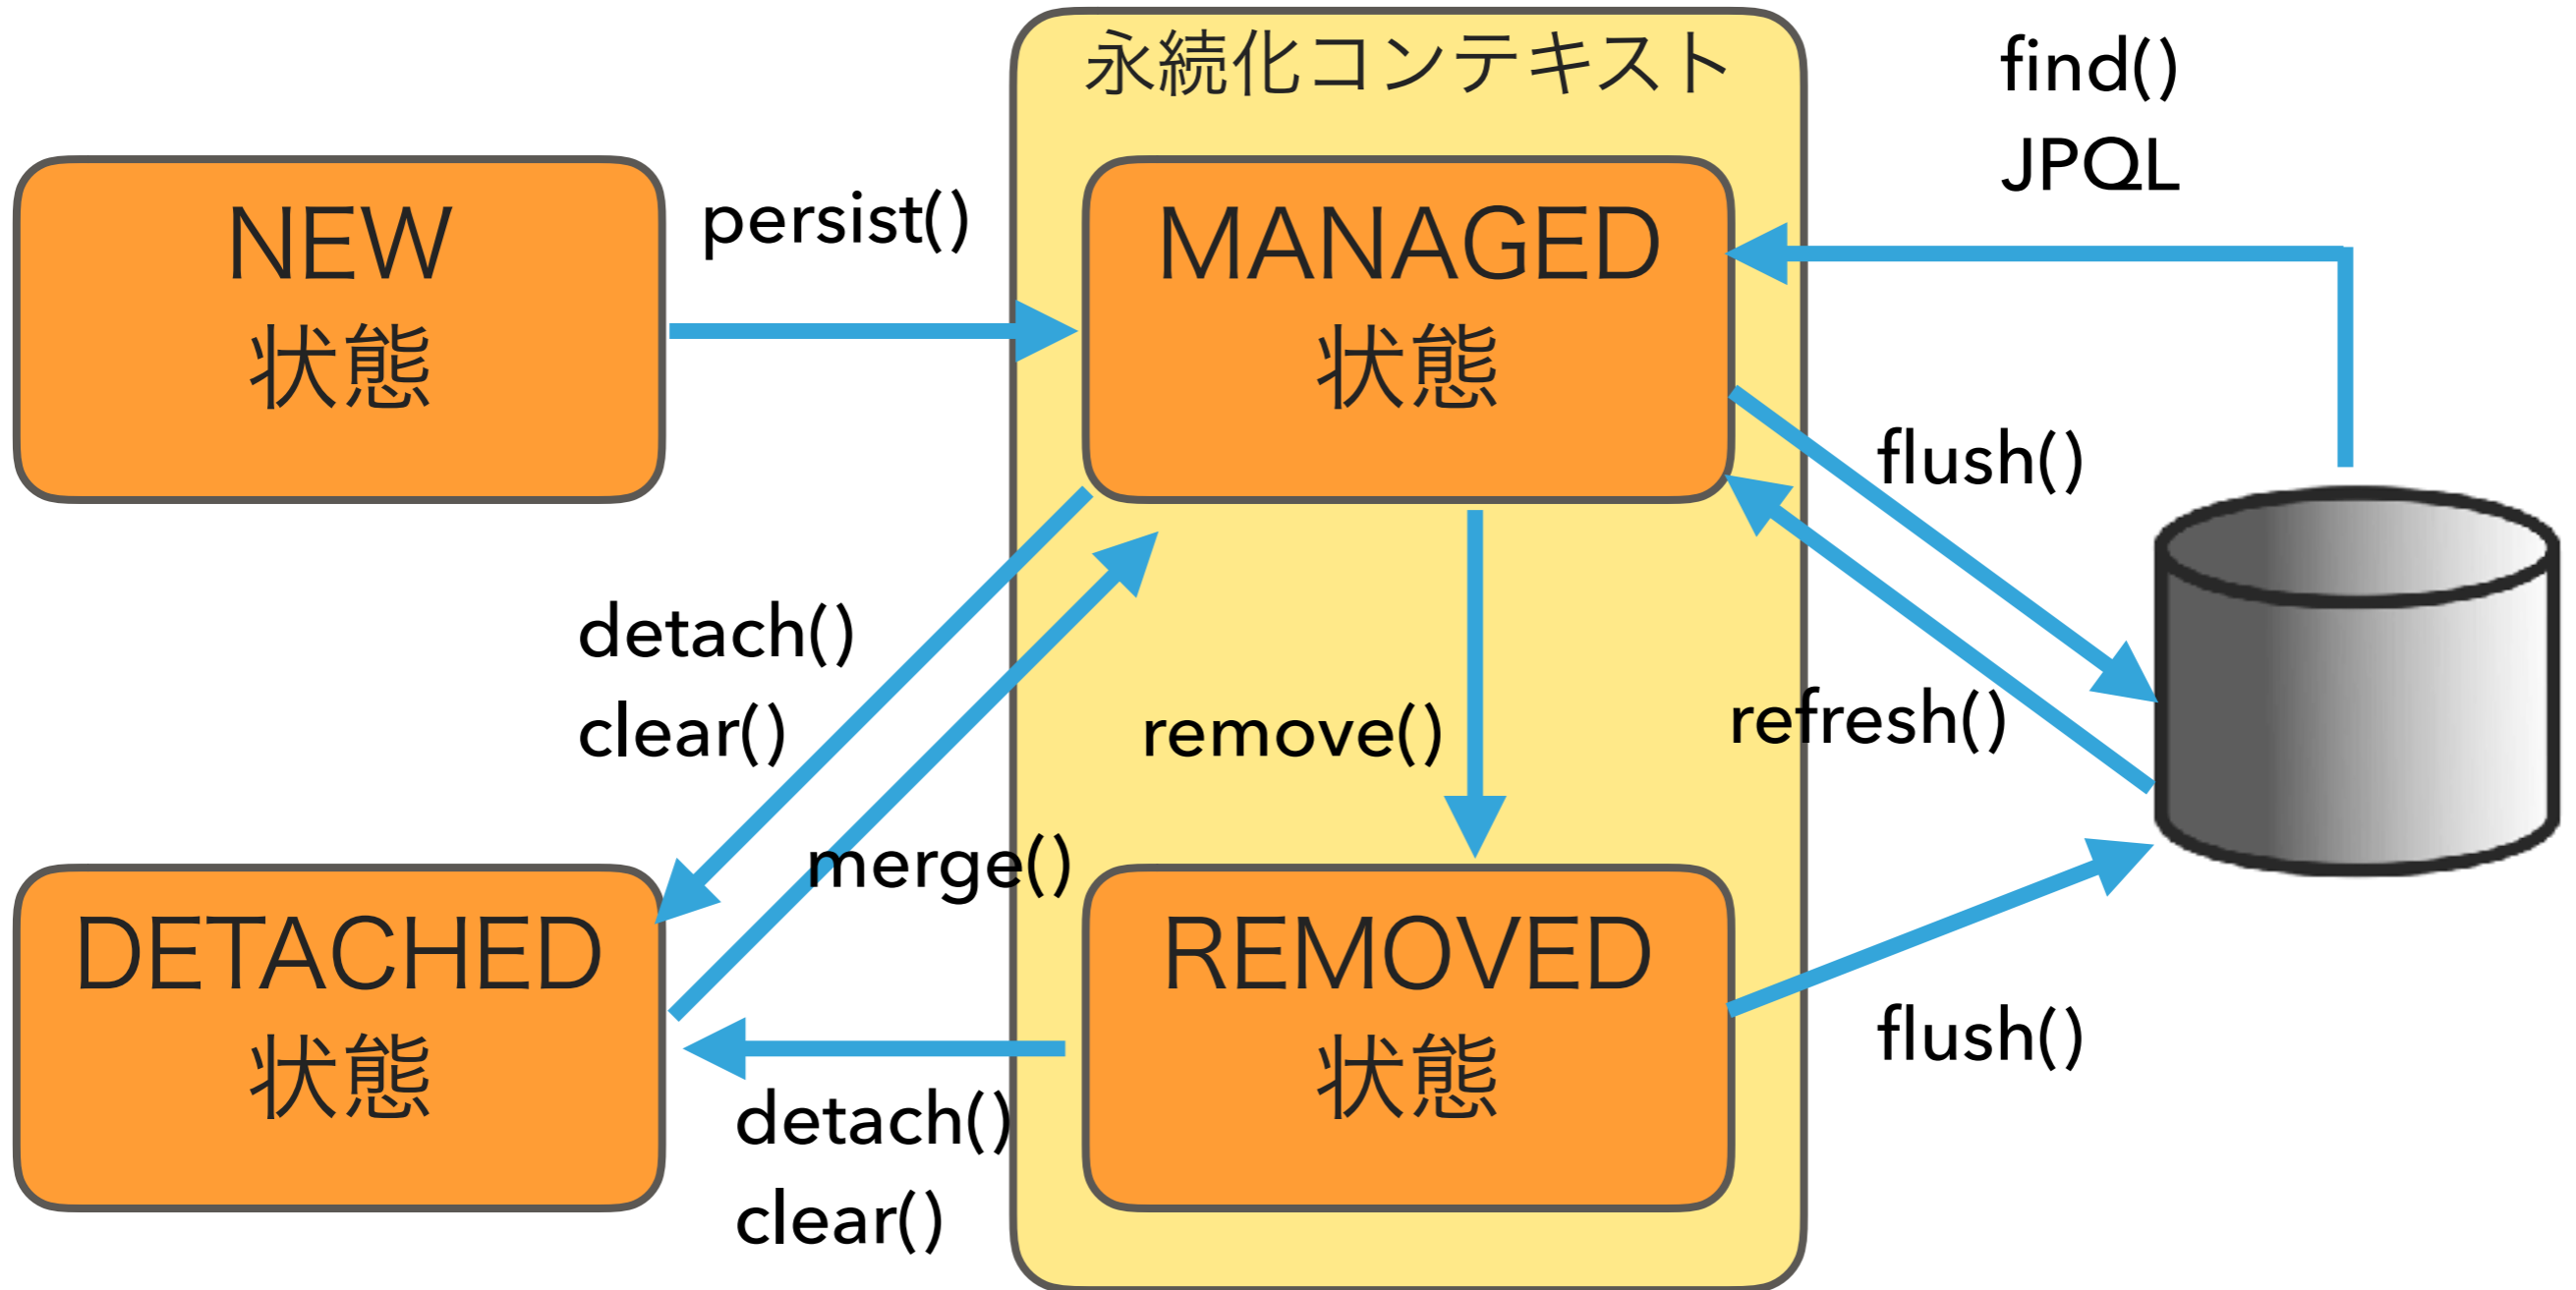 永続化コンテキスト
find()
JPQL
NEW
状態
persist()
MANAGED
状態
flush()
detach()
clear()
remove()
refresh()
merge()
DETACHED
状態
REMOVED
状態
flush()
detach()
clear()